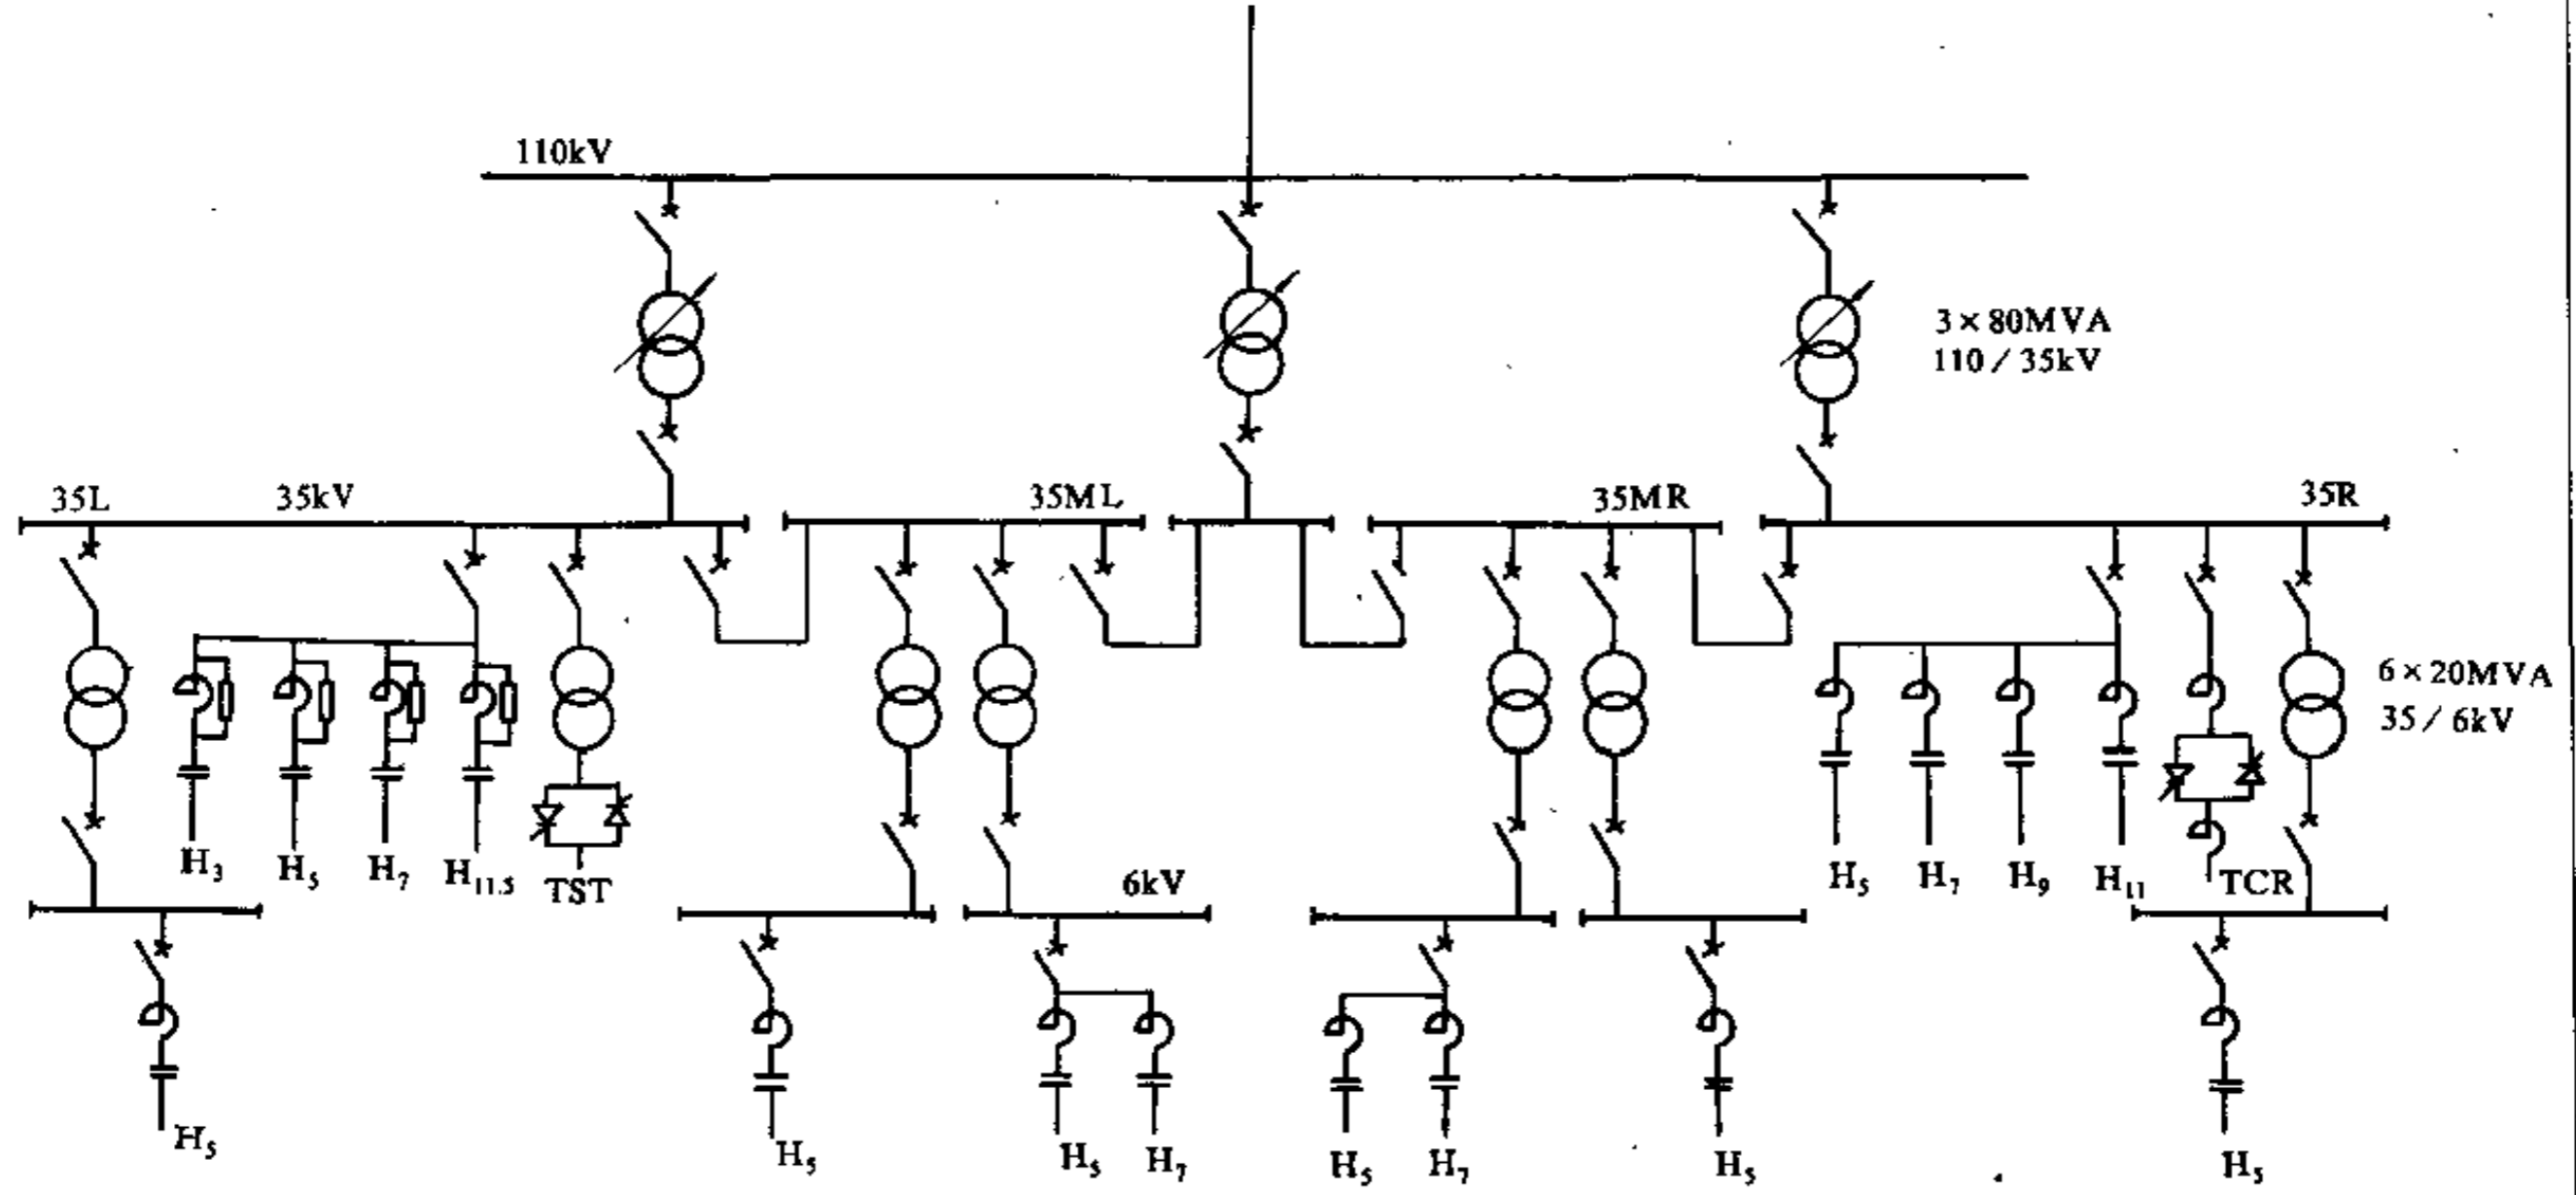 110kV
3×80MVA
110/35kV
35L
35kV
35ML
35MR
35R
6×20MVA
35/6kV
H₃
H₅
H₇
H₁₁.₅
TST
H₅
H₇
H₉
H₁₁
TCR
6kV
H₅
H₅
H₅
H₇
H₅
H₇
H₅
H₅